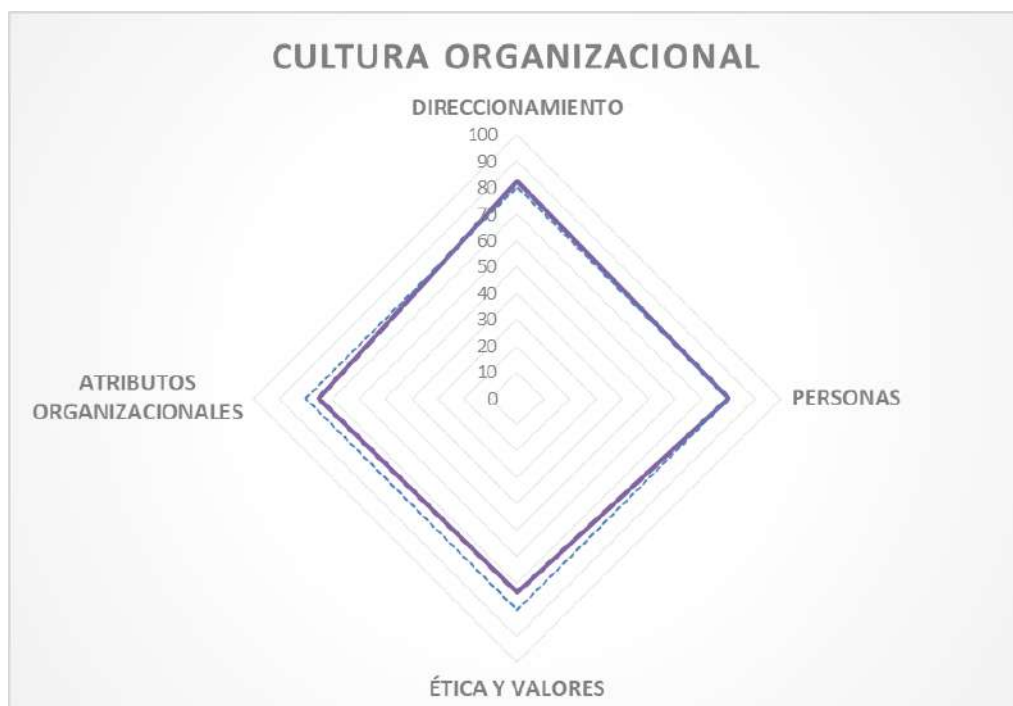 CULTURA ORGANIZACIONAL
DIRECCIONAMIENTO
100
90
80
70
60
50
40
30
20
10
0
ATRIBUTOS
ORGANIZACIONALES
PERSONAS
ÉTICA Y VALORES